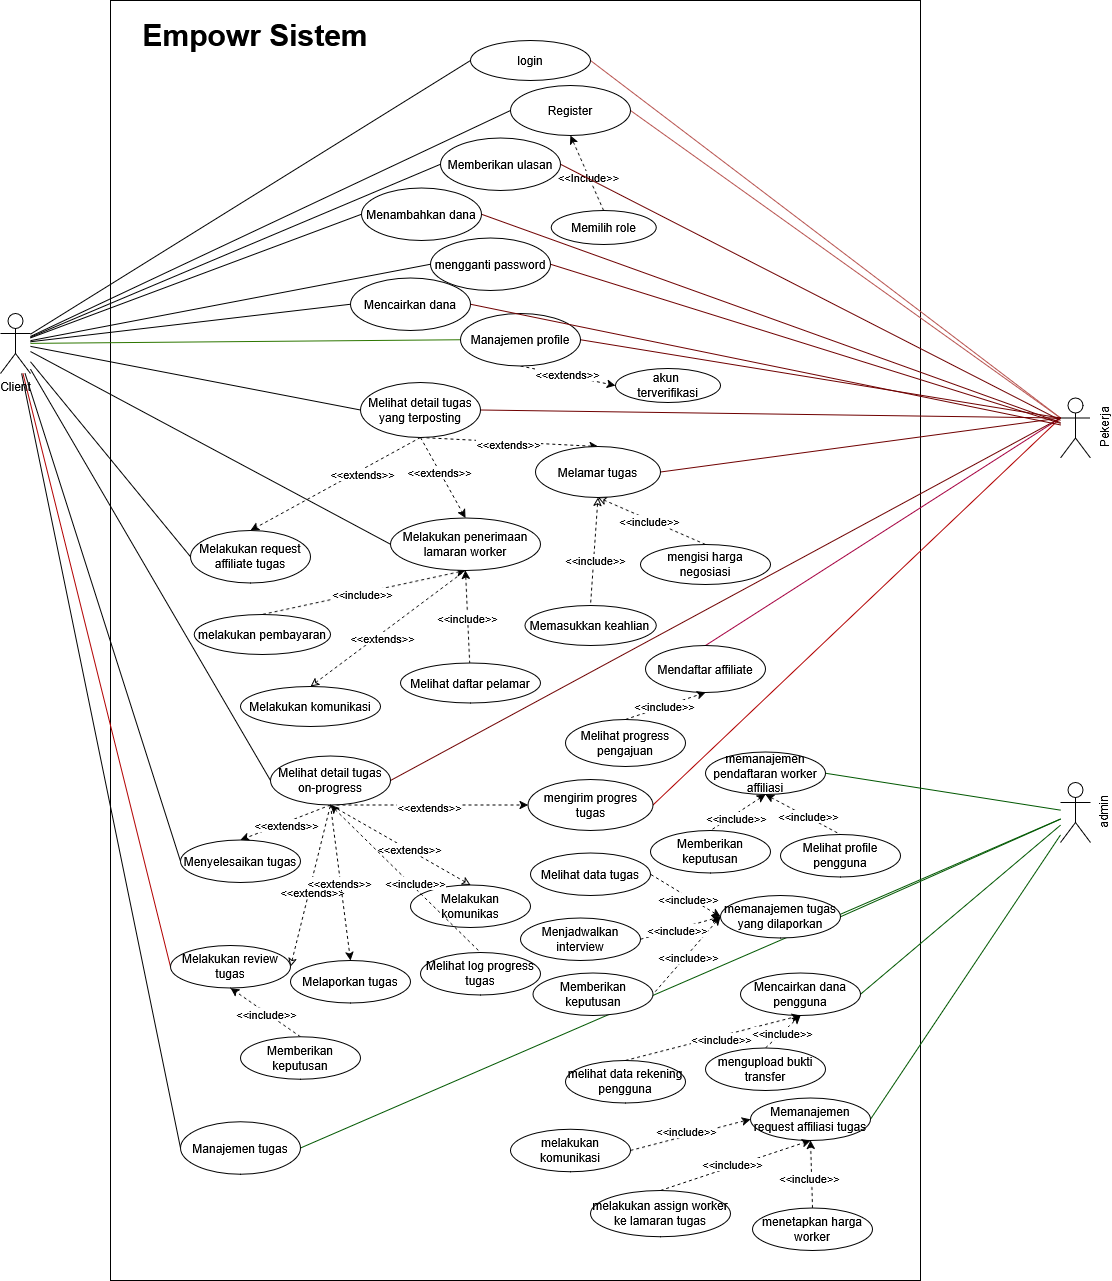 Empowr Sistem
login
Register
Memberikan ulasan
<<Include>>
Menambahkan dana
Memilih role
mengganti password
Mencairkan dana
Manajemen profile
<<extends>>
akun
terverifikasi
Client
Pekerja
Melihat detail tugas
yang terposting
<<extends>>
<<extends>>
<<extends>>
Melamar tugas
Melakukan request
affiliate tugas
Melakukan penerimaan
lamaran worker
<<include>>
mengisi harga
negosiasi
<<include>>
<<include>>
melakukan pembayaran
<<extends>>
<<include>>
Memasukkan keahlian
Melihat daftar pelamar
Melakukan komunikasi
Mendaftar affiliate
<<include>>
Melihat progress
pengajuan
Melihat detail tugas
on-progress
<<extends>>
mengirim progres
tugas
memanajemen
pendaftaran worker
affiliasi
admin
<<include>>
<<include>>
Memberikan
keputusan
Melihat profile
pengguna
<<extends>>
Menyelesaikan tugas
<<extends>>
<<extends>>
<<extends>>
<<include>>
Melakukan
komunikas
Melihat data tugas
<<include>>
memanajemen tugas
yang dilaporkan
Menjadwalkan
interview
<<include>>
<<include>>
Memberikan
keputusan
Melakukan review
tugas
Melaporkan tugas
Melihat log progress
tugas
<<include>>
Memberikan
keputusan
Mencairkan dana
pengguna
<<include>>
<<include>>
melihat data rekening
pengguna
mengupload bukti
transfer
Memanajemen
request affiliasi tugas
<<include>>
melakukan
komunikasi
Manajemen tugas
<<include>>
<<include>>
melakukan assign worker
ke lamaran tugas
menetapkan harga
worker